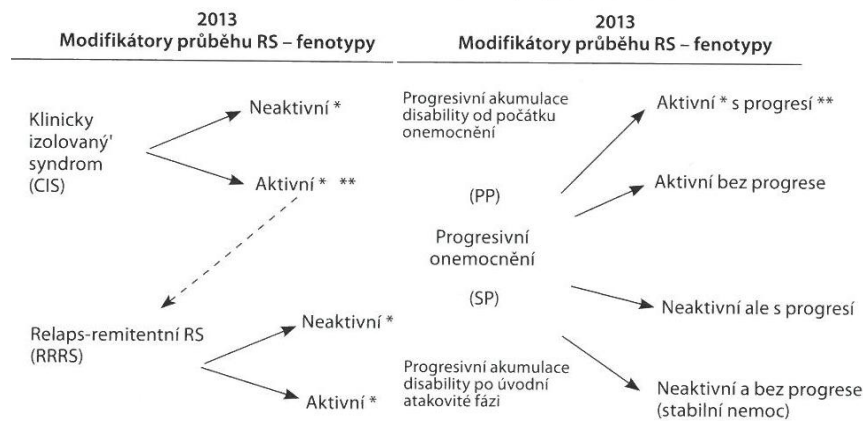 2013
Modifikátory průběhu RS – fenotypy
Klinicky
izolovaný'
syndrom
(CIS)
Neaktivní *
Aktivní * **
Relaps-remitentní RS
(RRRS)
Neaktivní *
Aktivní *
2013
Modifikátory průběhu RS – fenotypy
Progresivní akumulace
disability od počátku
onemocnění
(PP)
Progresivní
onemocnění
(SP)
Progresivní akumulace
disability po úvodní
atakovité fázi
Aktivní * s progresí **
Aktivní bez progrese
Neaktivní ale s progresí
Neaktivní a bez progrese
(stabilní nemoc)